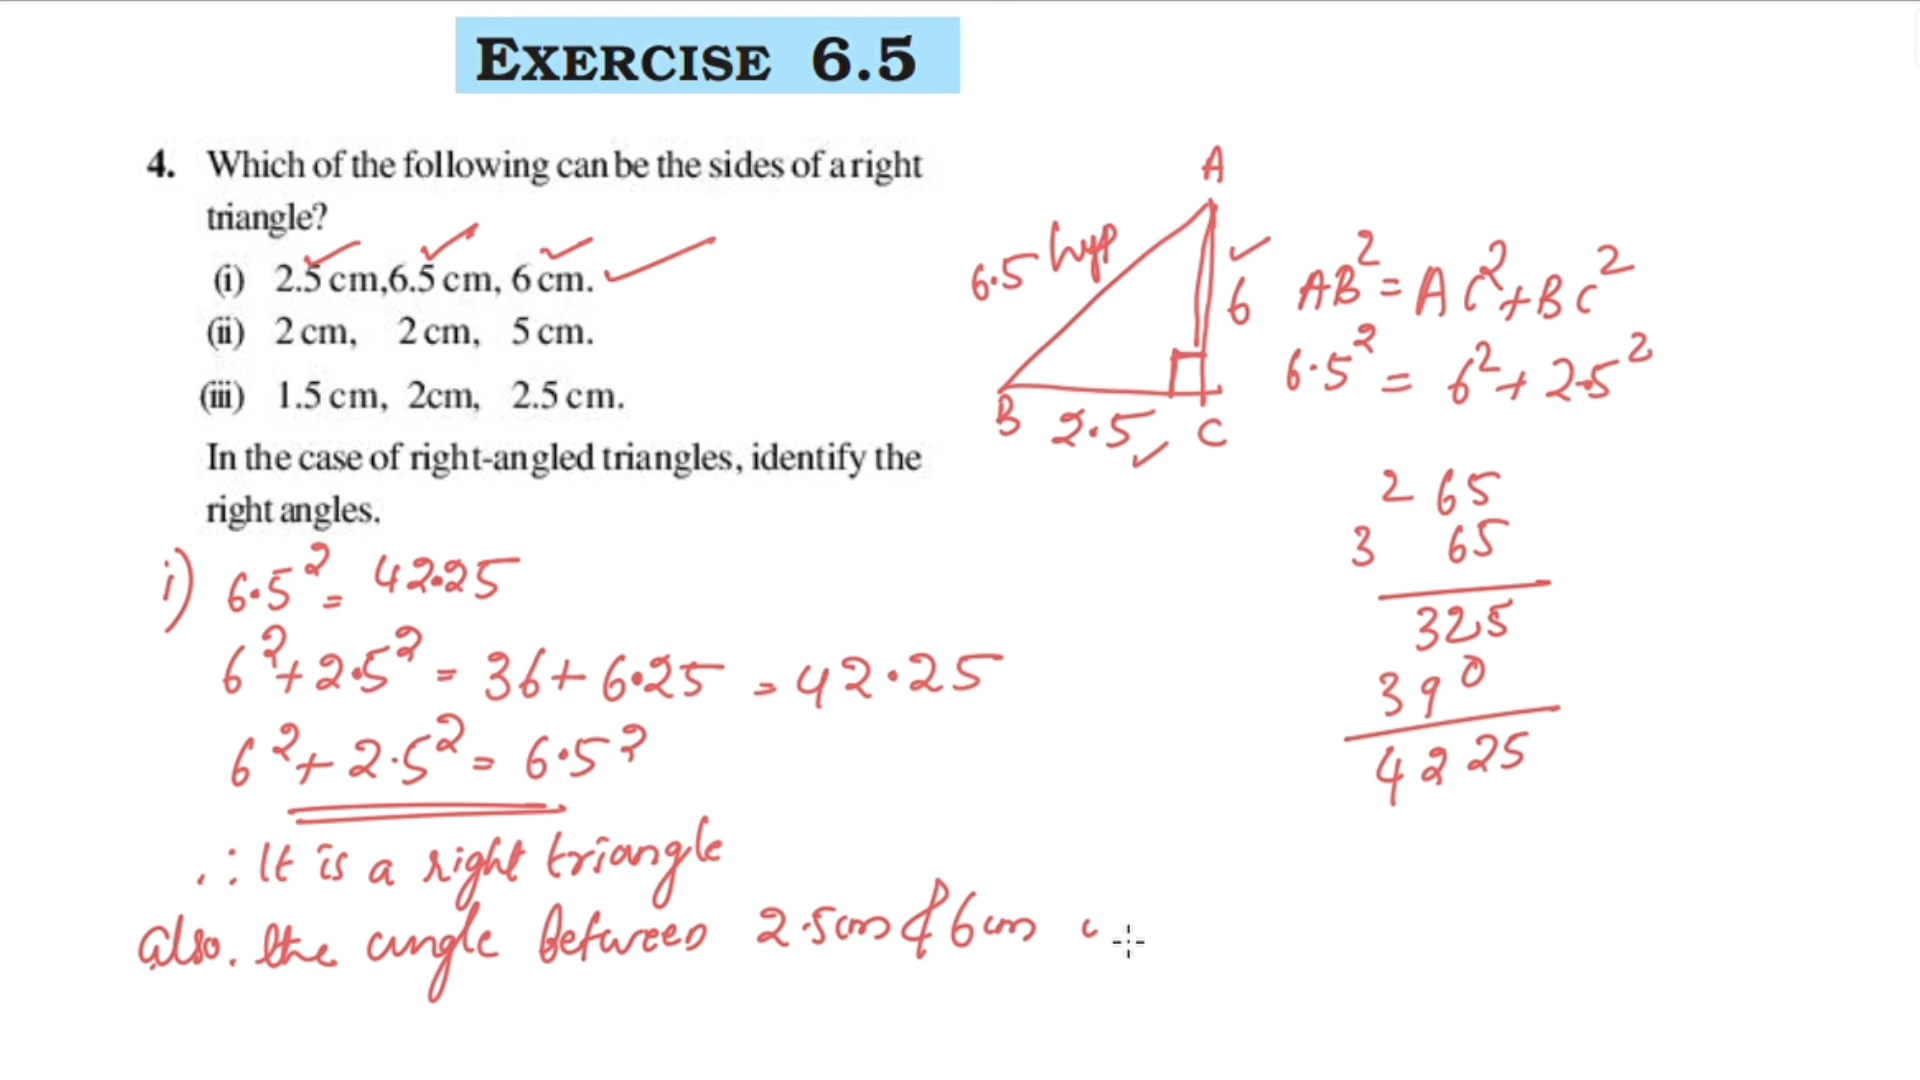 EXERCISE 6.5
4. Which of the following can be the sides of a right
triangle?
(i) 2.5 cm,6.5 cm, 6 cm.
(ii) 2 cm, 2 cm, 5 cm.
(iii) 1.5 cm, 2cm, 2.5 cm.
In the case of right-angled triangles, identify the
right angles.
i) 6.5² = 42.25
6² + 2.5² = 36 + 6.25 = 42.25
6² + 2.5² = 6.5²
∴ It is a right triangle
also. the angle between 2.5cm & 6cm
A
6.5 hyp
6
B 2.5 C
AB² = AC² + BC²
6.5² = 6² + 2.5²
2 65
3 65
325
390
4225